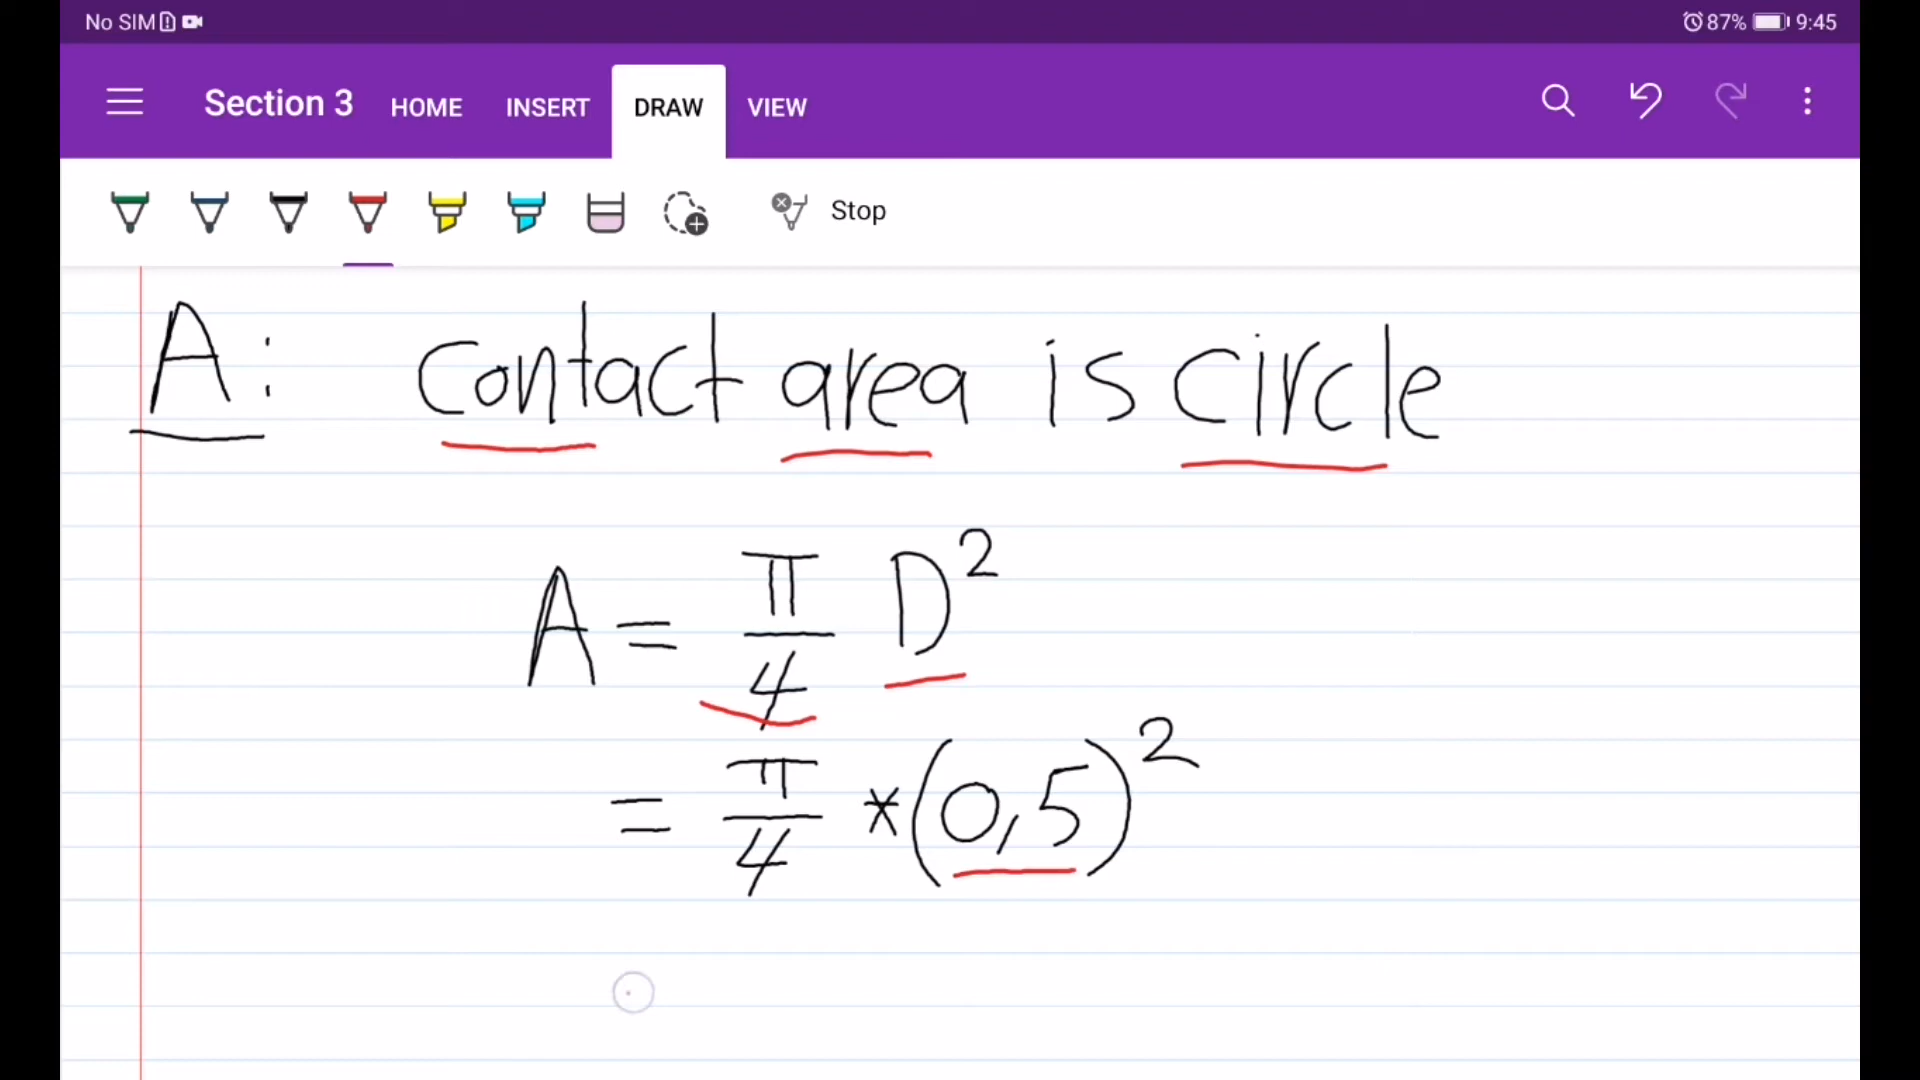 No SIM 87% 9:45
Section 3 HOME INSERT DRAW VIEW
Stop
A: Contact area is circle
A = π/4 D²
= π/4 * (0,5)²